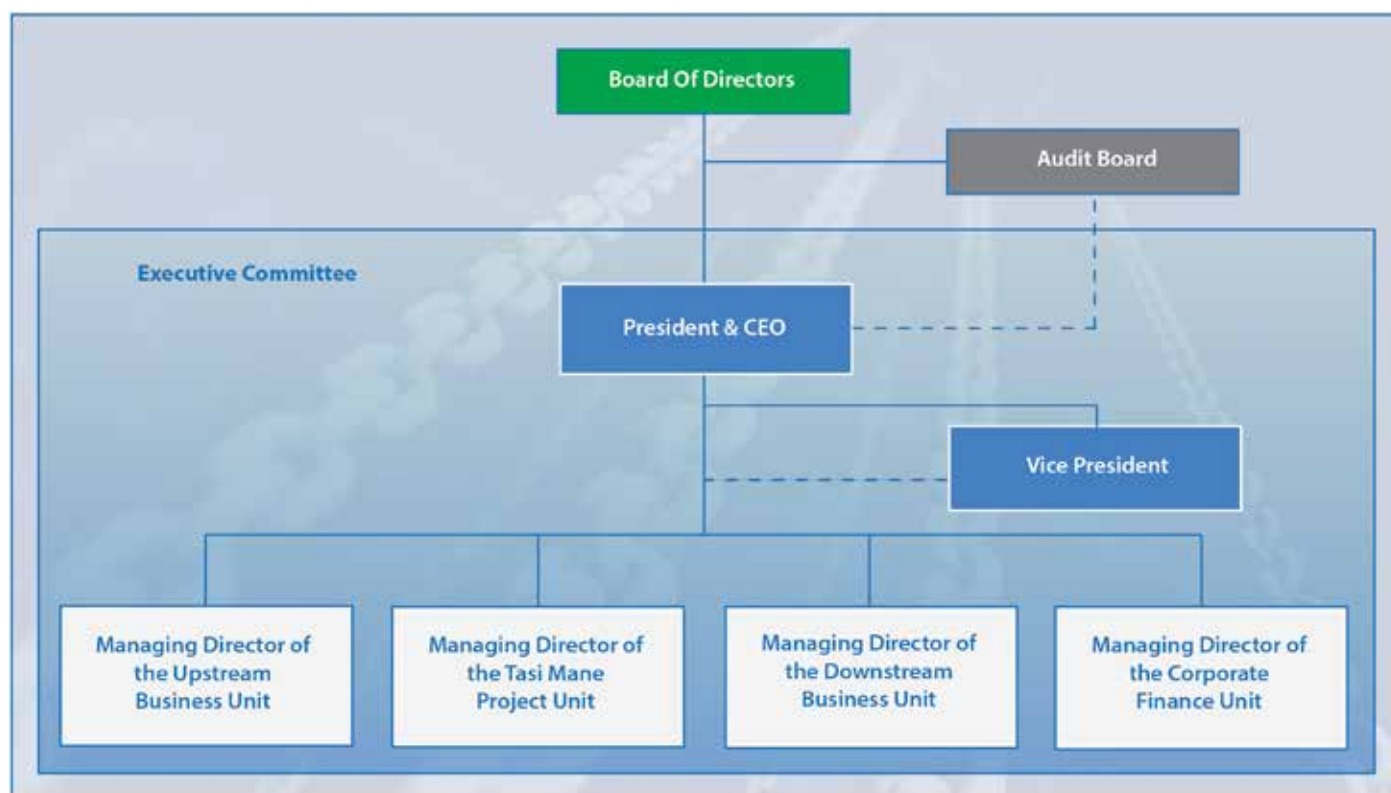 Board Of Directors
Audit Board
Executive Committee
President & CEO
Vice President
Managing Director of
the Upstream
Business Unit
Managing Director of
the Tasi Mane
Project Unit
Managing Director of
the Downstream
Business Unit
Managing Director of
the Corporate
Finance Unit